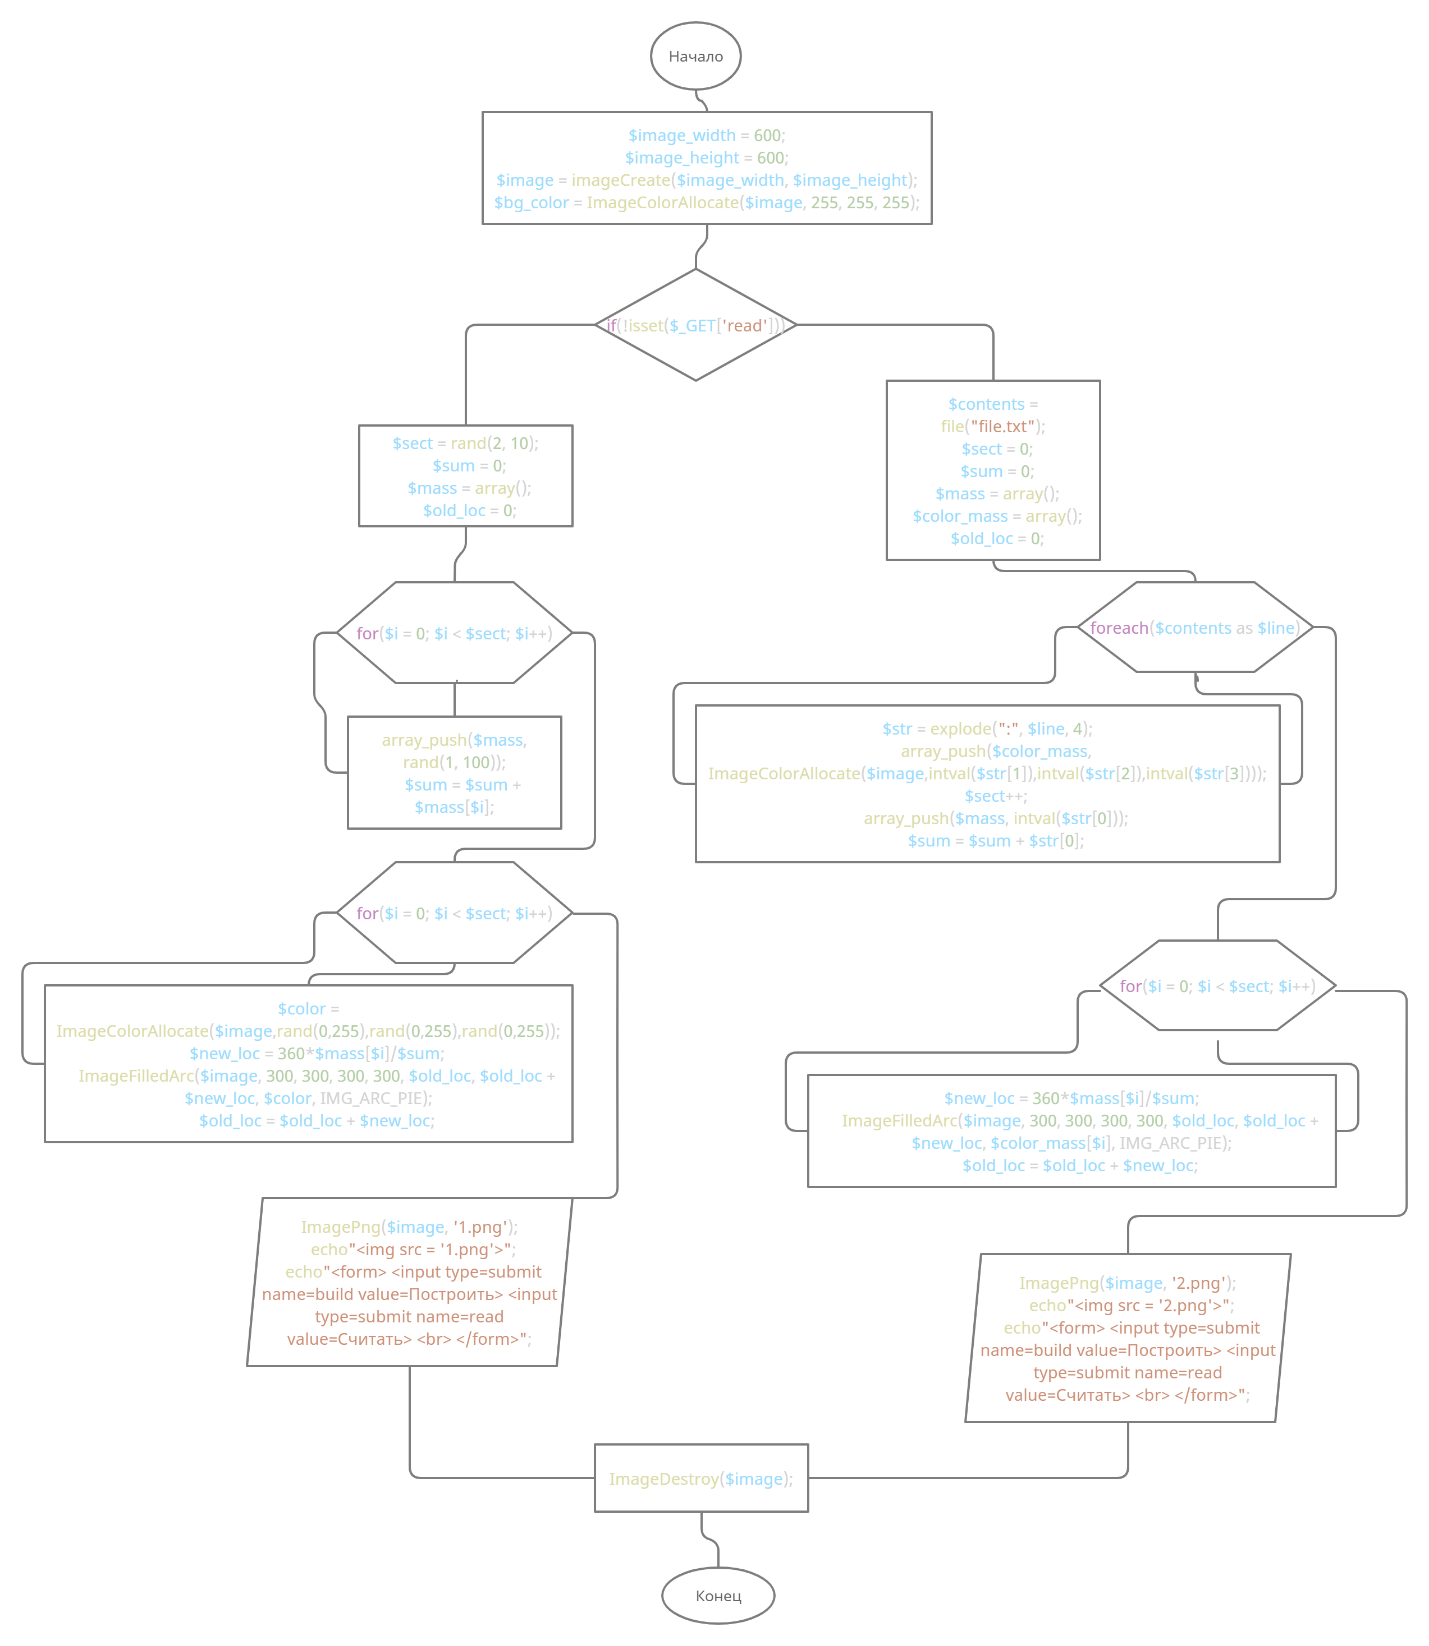 Начало
$image_width = 600;
$image_height = 600;
$image = imageCreate($image_width, $image_height);
$bg_color = ImageColorAllocate($image, 255, 255, 255);
if(!isset($_GET['read']))
$sect = rand(2, 10);
$sum = 0;
$mass = array();
$old_loc = 0;
for($i = 0; $i < $sect; $i++)
array_push($mass,
rand(1, 100));
$sum = $sum +
$mass[$i];
for($i = 0; $i < $sect; $i++)
$color =
ImageColorAllocate($image,rand(0,255),rand(0,255),rand(0,255));
$new_loc = 360*$mass[$i]/$sum;
ImageFilledArc($image, 300, 300, 300, 300, $old_loc, $old_loc +
$new_loc, $color, IMG_ARC_PIE);
$old_loc = $old_loc + $new_loc;
ImagePng($image, '1.png');
echo"<img src = '1.png'>";
echo"<form> <input type=submit
name=build value=Построить> <input
type=submit name=read
value=Считать> <br> </form>";
$contents =
file("file.txt");
$sect = 0;
$sum = 0;
$mass = array();
$color_mass = array();
$old_loc = 0;
foreach($contents as $line)
$str = explode(":", $line, 4);
array_push($color_mass,
ImageColorAllocate($image,intval($str[1]),intval($str[2]),intval($str[3])));
$sect++;
array_push($mass, intval($str[0]));
$sum = $sum + $str[0];
for($i = 0; $i < $sect; $i++)
$new_loc = 360*$mass[$i]/$sum;
ImageFilledArc($image, 300, 300, 300, 300, $old_loc, $old_loc +
$new_loc, $color_mass[$i], IMG_ARC_PIE);
$old_loc = $old_loc + $new_loc;
ImagePng($image, '2.png');
echo"<img src = '2.png'>";
echo"<form> <input type=submit
name=build value=Построить> <input
type=submit name=read
value=Считать> <br> </form>";
ImageDestroy($image);
Конец